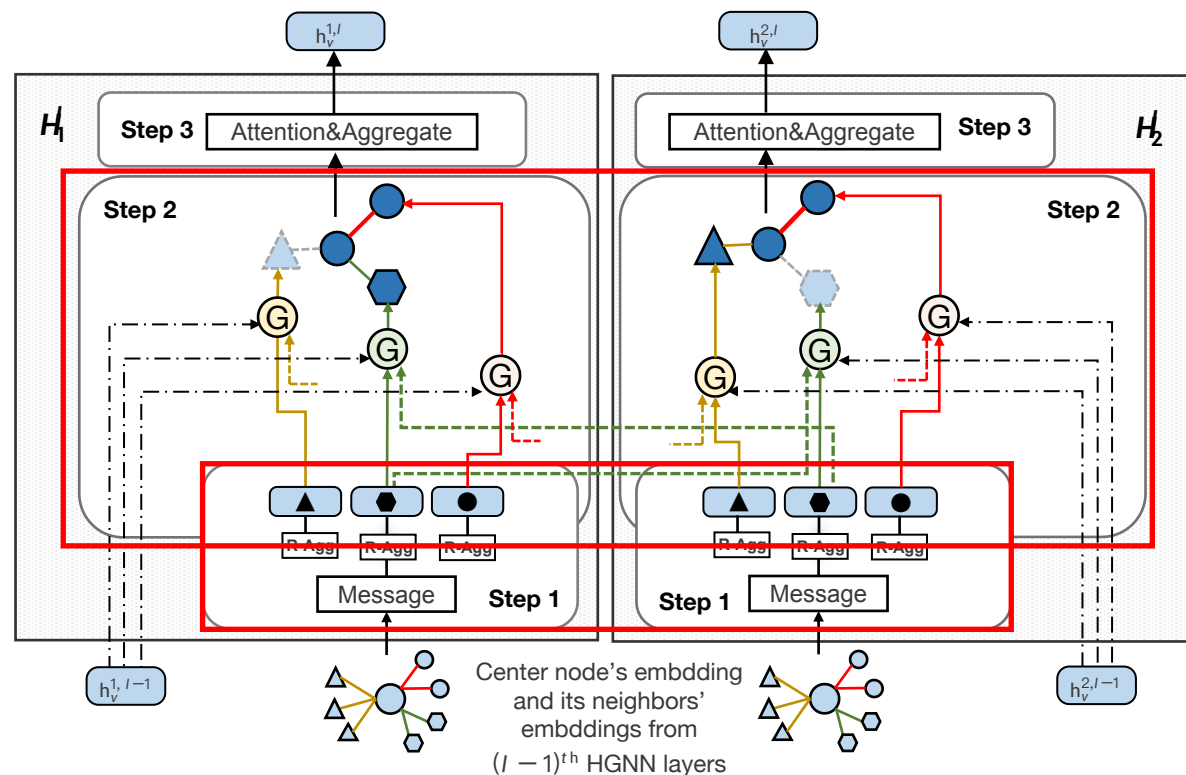 h_v^{1,l}
h_v^{2,l}
H_1^l
Step 3
Attention&Aggregate
Attention&Aggregate
Step 3
H_2^l
Step 2
Step 2
G
G
G
G
G
G
R-Agg
R-Agg
R-Agg
R-Agg
R-Agg
R-Agg
Message
Step 1
Step 1
Message
h_v^{1,l-1}
Center node's embdding
and its neighbors'
embddings from
(l − 1)^{th} HGNN layers
h_v^{2,l-1}